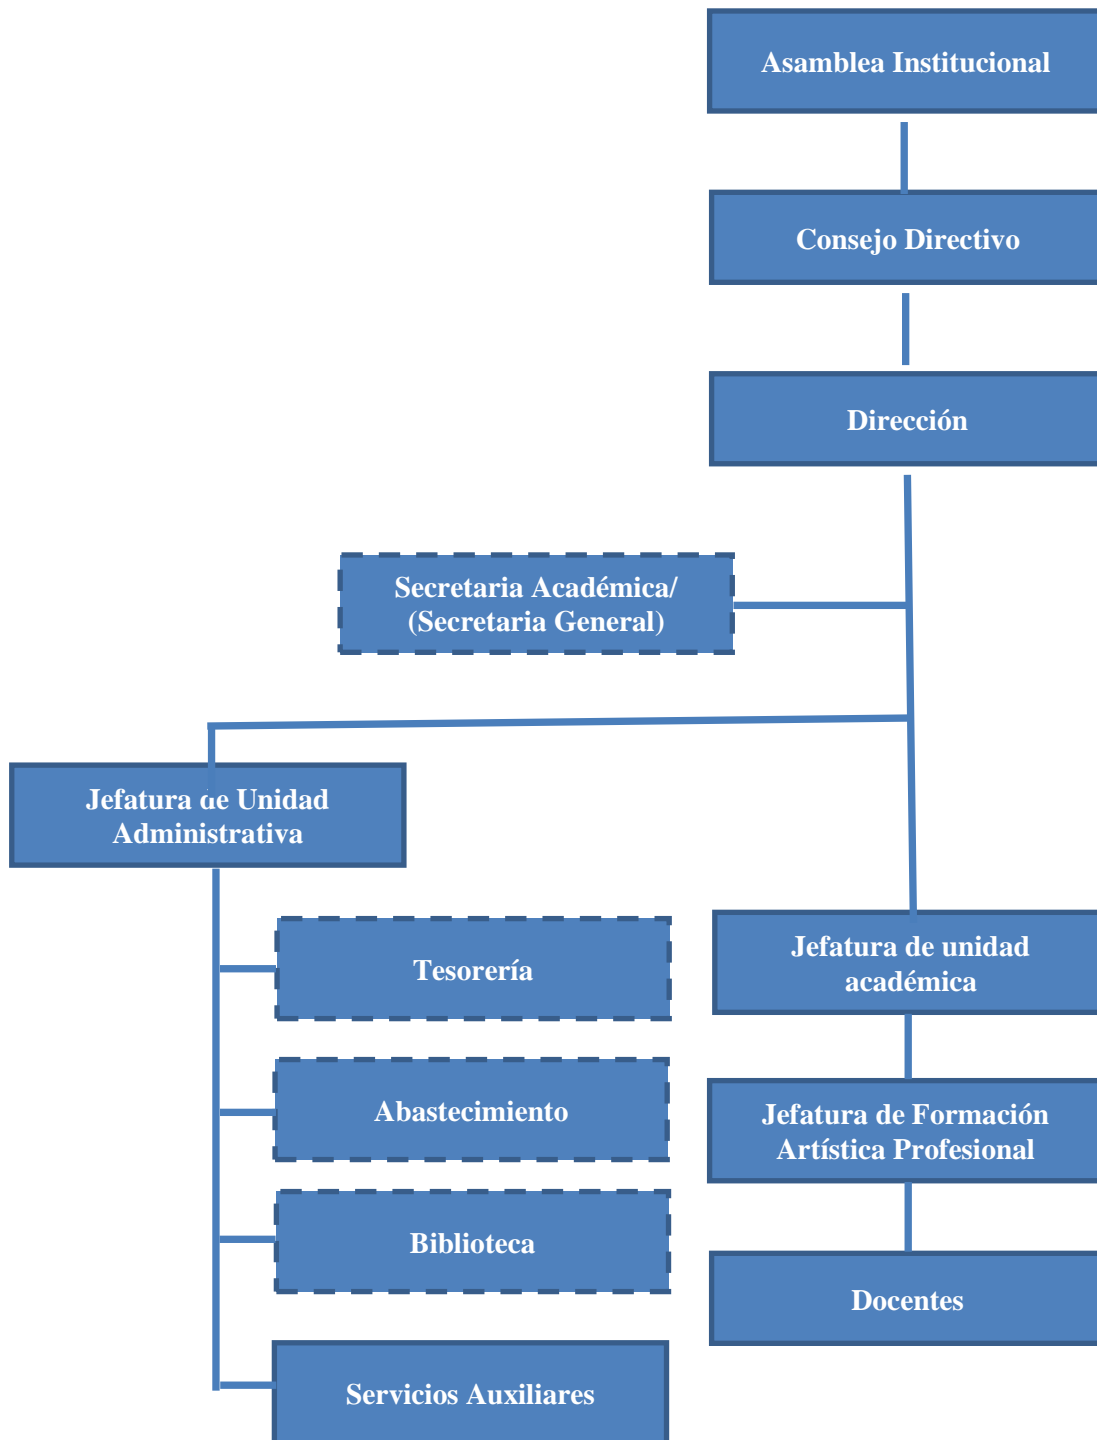 Asamblea Institucional
Consejo Directivo
Dirección
Secretaria Académica/
(Secretaria General)
Jefatura de Unidad
Administrativa
Tesorería
Jefatura de unidad
académica
Abastecimiento
Jefatura de Formación
Artística Profesional
Biblioteca
Docentes
Servicios Auxiliares